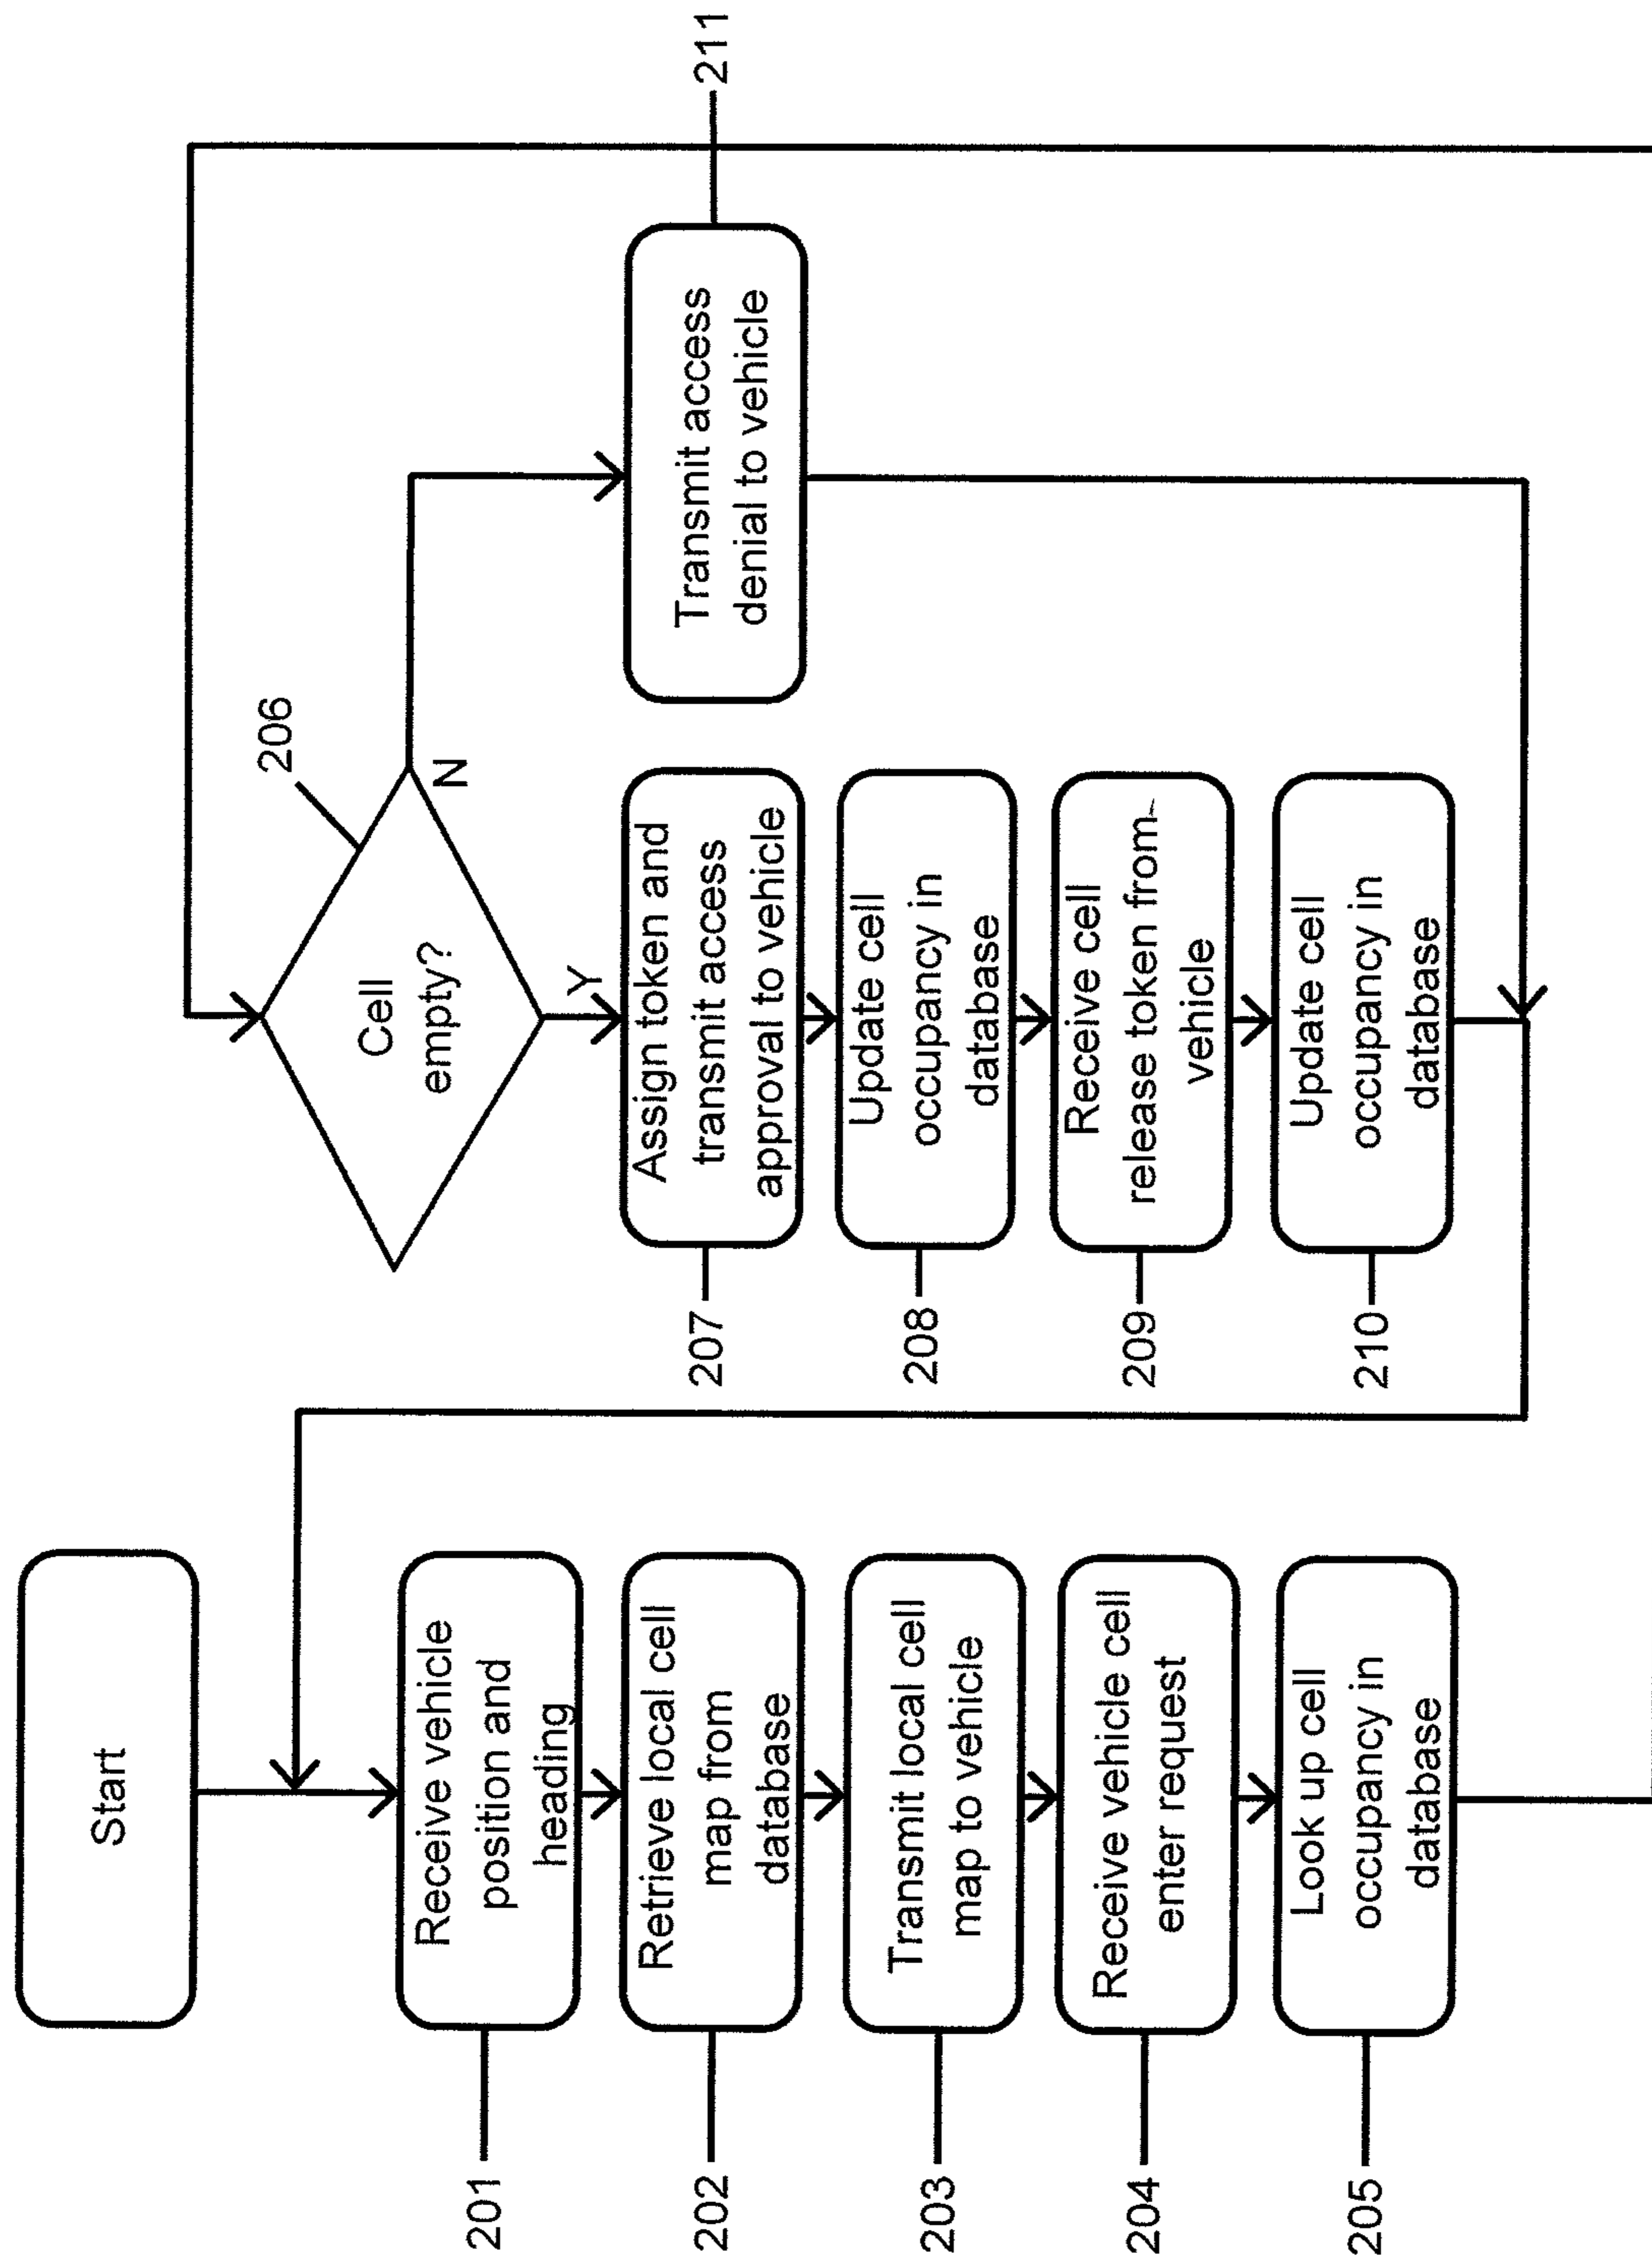 Start
201
Receive vehicle
position and
heading
202
Retrieve local cell
map from
database
203
Transmit local cell
map to vehicle
204
Receive vehicle cell
enter request
205
Look up cell
occupancy in
database
206
Cell
empty?
Y
N
207
Assign token and
transmit access
approval to vehicle
208
Update cell
occupancy in
database
209
Receive cell
release token from
vehicle
210
Update cell
occupancy in
database
Transmit access
denial to vehicle
211